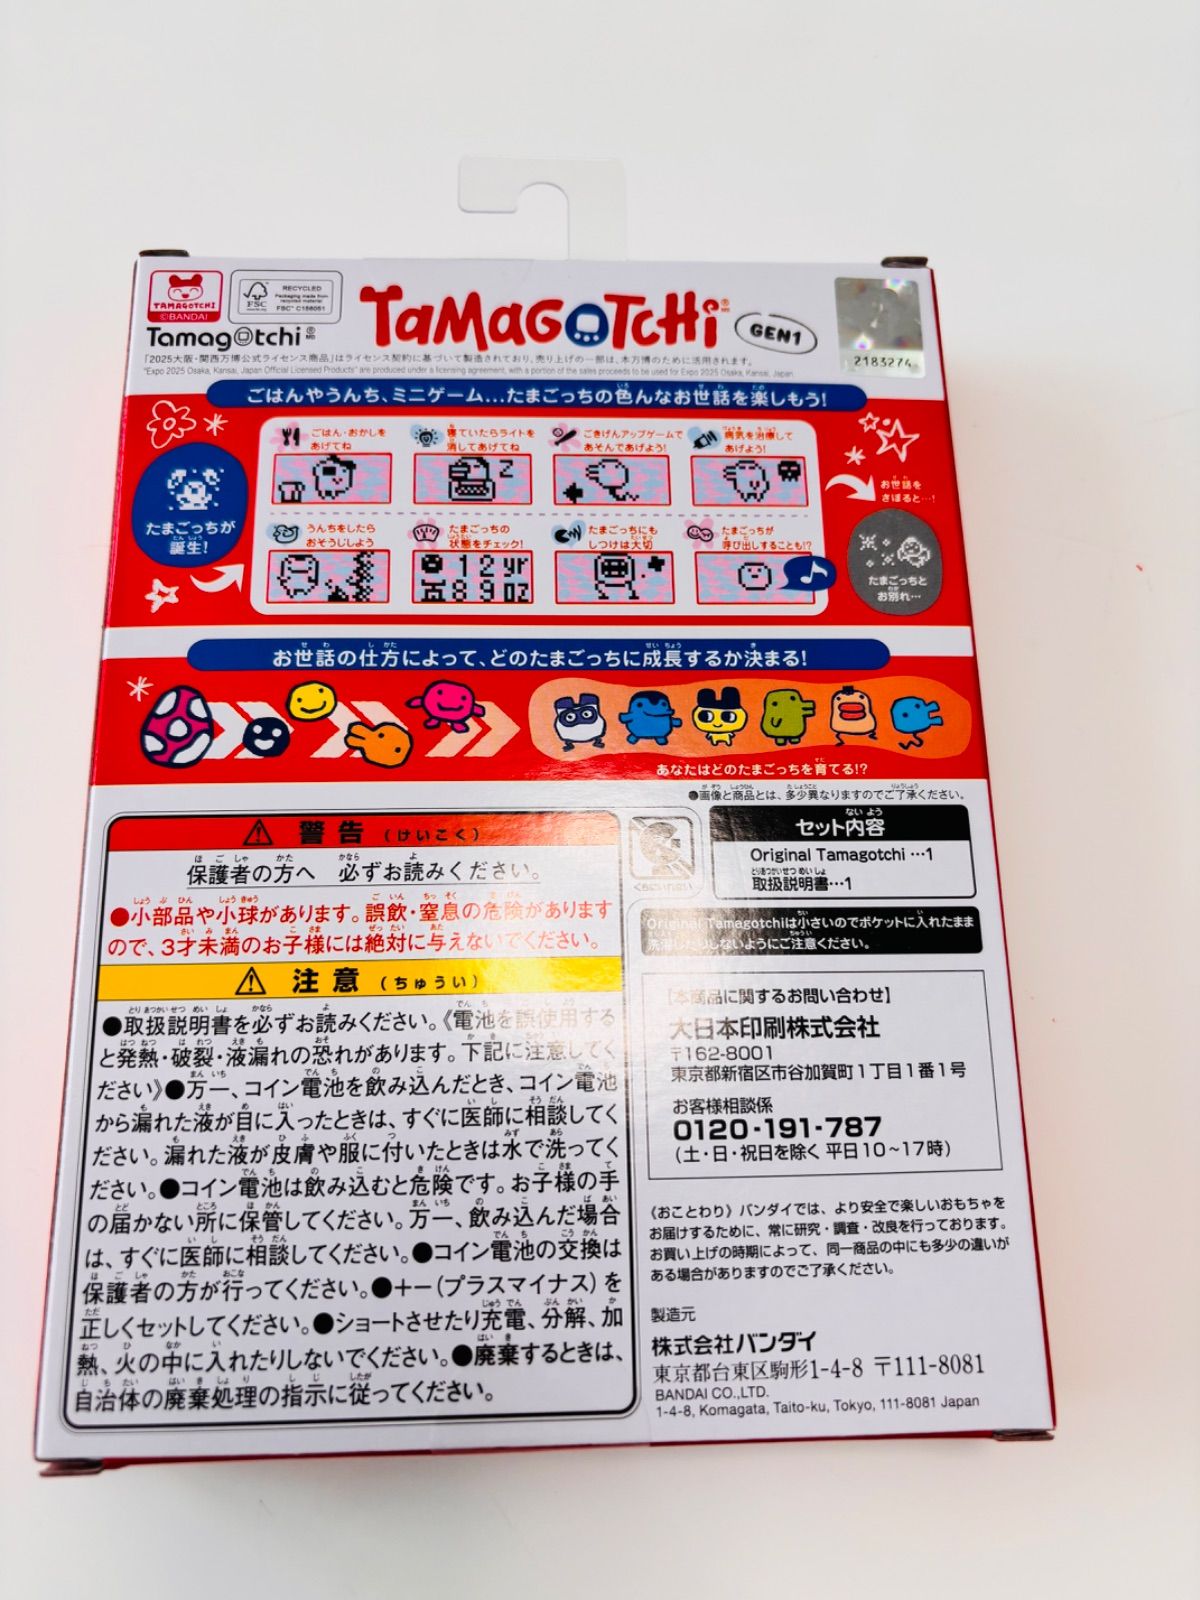 TAMAGOTCHI
©BANDAI
FSC
RECYCLED
Packaging made from
recycled material
FSC® C188061
TaMaGOTCHi
GEN1
Tamagotchi
2183274
「2025大阪・関西万博公式ライセンス商品」はライセンス契約に基づいて製造されており、売り上げの一部は、本万博のために活用されます。
"Expo 2025 Osaka, Kansai, Japan Official Licensed Products" are produced under a licensing agreement, with a portion of the sales proceeds to be used for Expo 2025 Osaka, Kansai, Japan.
ごはんやうんち、ミニゲーム…たまごっちの色んなお世話を楽しもう!
たまごっちが
誕生!
ごはん・おかしを
あげてね
寝ていたらライトを
消してあげてね
ごきげんアップゲームで
あそんであげよう!
病気を治療して
あげよう!
お世話を
さぼると…!
うんちをしたら
おそうじしよう
たまごっちの
状態をチェック!
12yr
89oz
たまごっちにも
しつけは大切
たまごっちが
呼び出しすることも!?
たまごっちと
お別れ…
お世話の仕方によって、どのたまごっちに成長するか決まる!
あなたはどのたまごっちを育てる!?
●画像と商品とは、多少異なりますのでご了承ください。
警告(けいこく)
保護者の方へ 必ずお読みください。
●小部品や小球があります。誤飲・窒息の危険があります
ので、3才未満のお子様には絶対に与えないでください。
注意(ちゅうい)
●取扱説明書を必ずお読みください。《電池を誤使用する
と発熱・破裂・液漏れの恐れがあります。下記に注意してく
ださい》●万一、コイン電池を飲み込んだとき、コイン電池
から漏れた液が目に入ったときは、すぐに医師に相談してく
ださい。漏れた液が皮膚や服に付いたときは水で洗ってく
ださい。●コイン電池は飲み込むと危険です。お子様の手
の届かない所に保管してください。万一、飲み込んだ場合
は、すぐに医師に相談してください。●コイン電池の交換は
保護者の方が行ってください。●+−(プラスマイナス)を
正しくセットしてください。●ショートさせたり充電、分解、加
熱、火の中に入れたりしないでください。●廃棄するときは、
自治体の廃棄処理の指示に従ってください。
くちにいれない
セット内容
Original Tamagotchi…1
取扱説明書…1
Original Tamagotchiは小さいのでポケットに入れたまま
洗濯したりしないようにご注意ください。
【本商品に関するお問い合わせ】
大日本印刷株式会社
〒162-8001
東京都新宿区市谷加賀町1丁目1番1号
お客様相談係
0120-191-787
(土・日・祝日を除く 平日10〜17時)
《おことわり》バンダイでは、より安全で楽しいおもちゃを
お届けするために、常に研究・調査・改良を行っております。
お買い上げの時期によって、同一商品の中にも多少の違いが
ある場合がありますのでご了承ください。
製造元
株式会社バンダイ
東京都台東区駒形1-4-8 〒111-8081
BANDAI CO.,LTD.
1-4-8, Komagata, Taito-ku, Tokyo, 111-8081 Japan